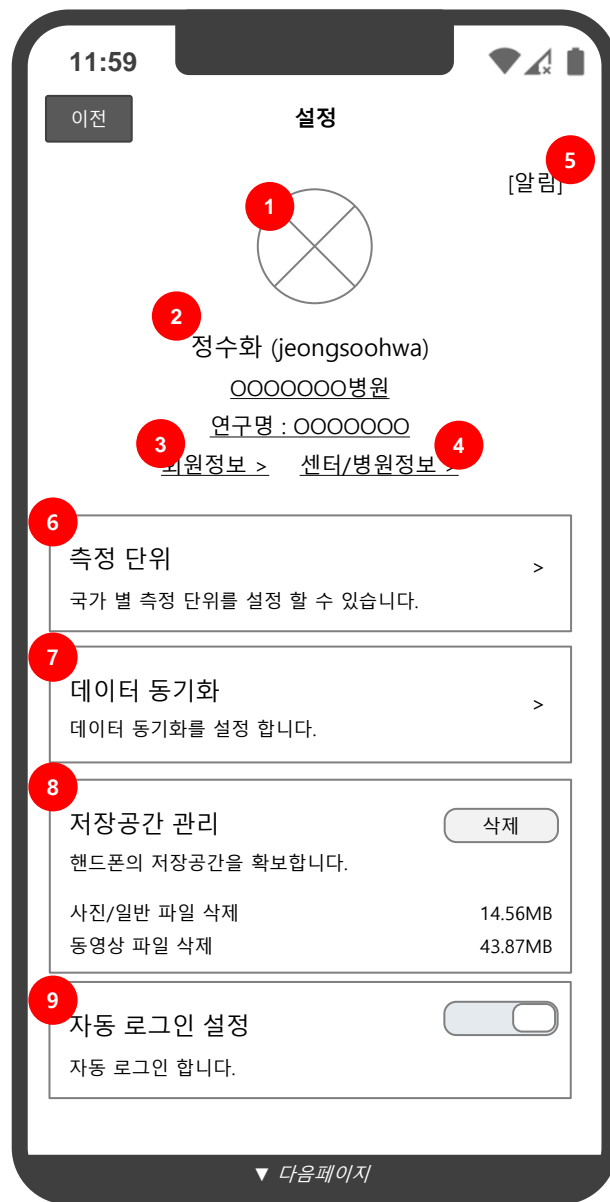 11:59
이전
설정
5
[알림]
1
2
정수화 (jeongsoohwa)
OOOOOOO병원
연구명 : OOOOOOO
3
4
회원정보 > 센터/병원정보 >
6
측정 단위
>
국가 별 측정 단위를 설정 할 수 있습니다.
7
데이터 동기화
>
데이터 동기화를 설정 합니다.
8
저장공간 관리
삭제
핸드폰의 저장공간을 확보합니다.
사진/일반 파일 삭제 14.56MB
동영상 파일 삭제 43.87MB
9
자동 로그인 설정
자동 로그인 합니다.
▼ 다음페이지